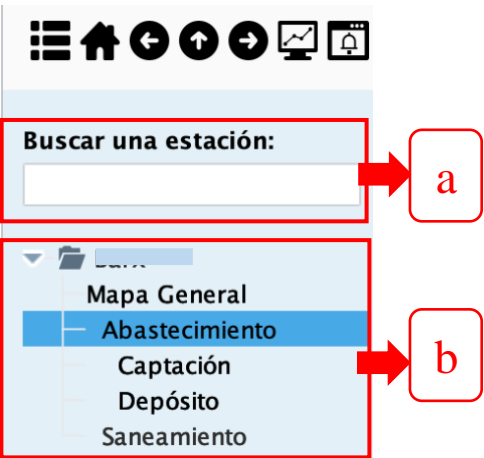 Buscar una estación:
a
Mapa General
Abastecimiento
b
Captación
Depósito
Saneamiento